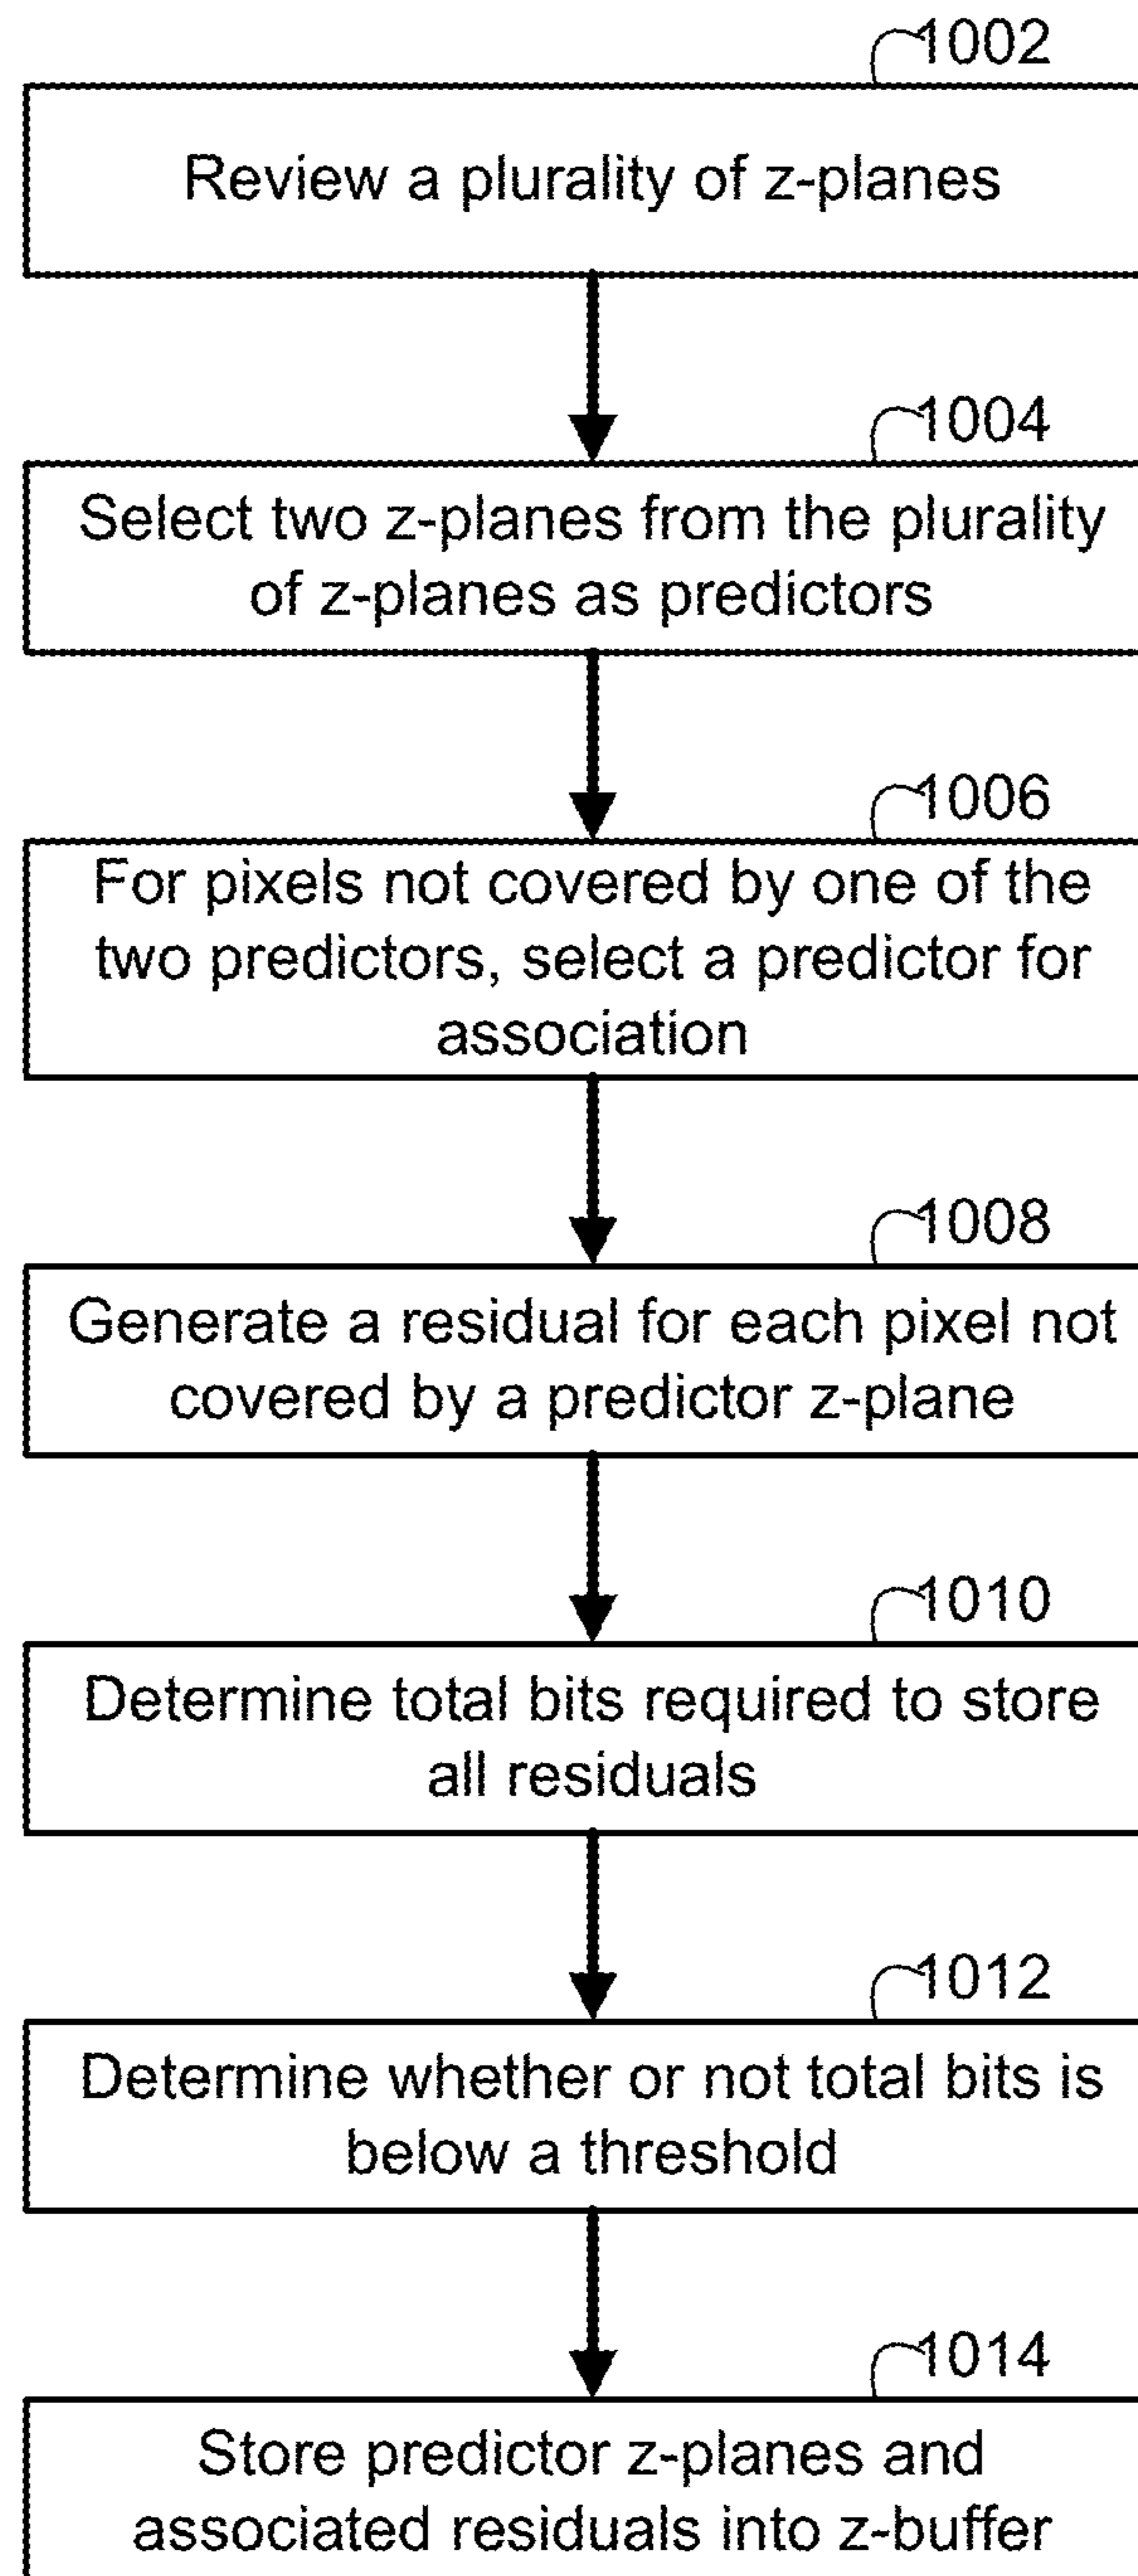 1002
Review a plurality of z-planes
1004
Select two z-planes from the plurality
of z-planes as predictors
1006
For pixels not covered by one of the
two predictors, select a predictor for
association
1008
Generate a residual for each pixel not
covered by a predictor z-plane
1010
Determine total bits required to store
all residuals
1012
Determine whether or not total bits is
below a threshold
1014
Store predictor z-planes and
associated residuals into z-buffer